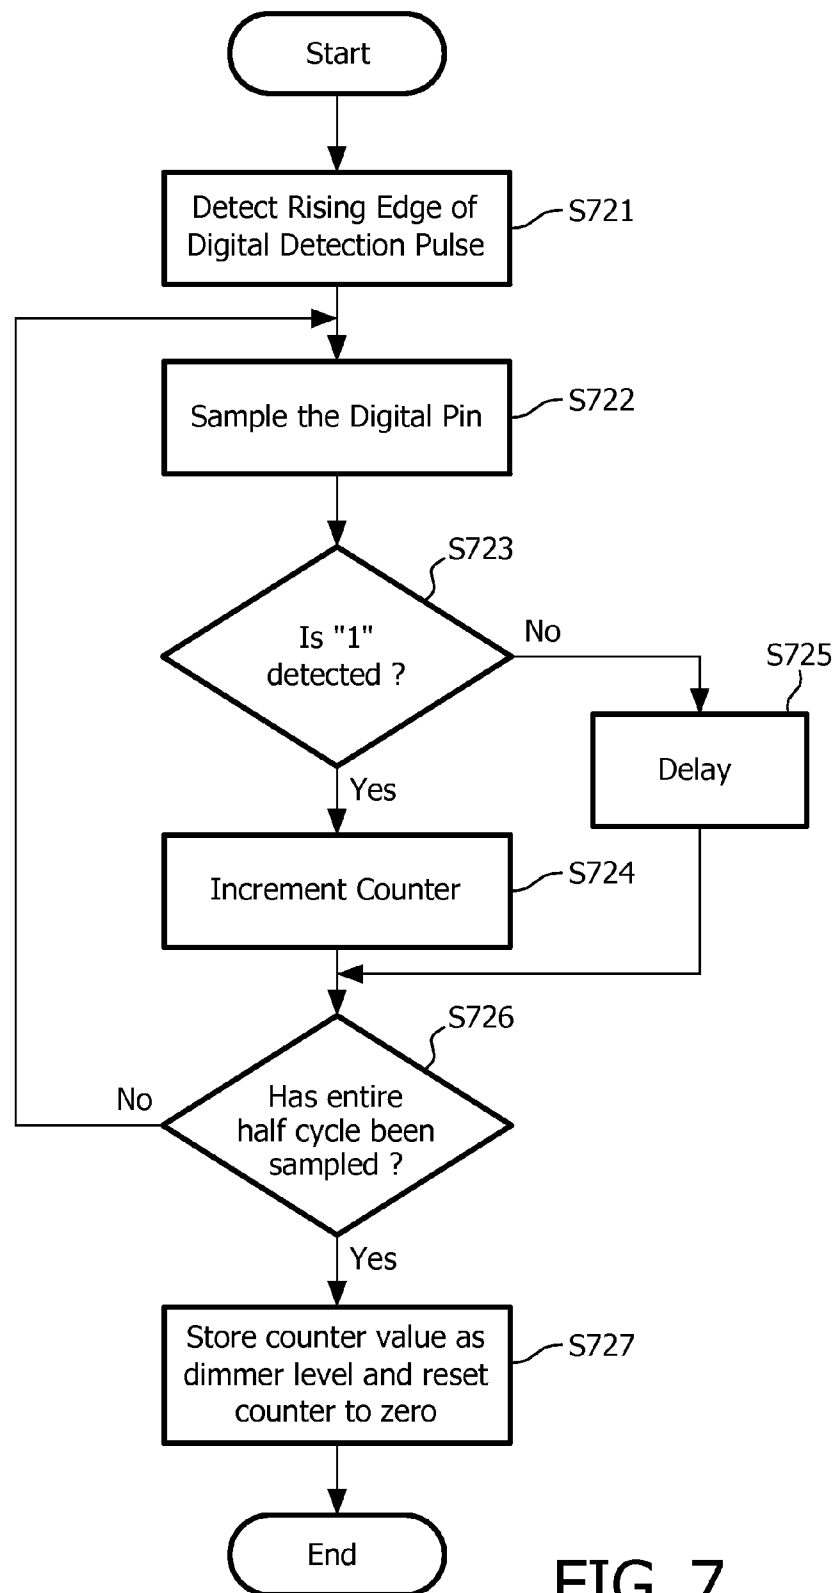 Start
Detect Rising Edge of
Digital Detection Pulse
S721
Sample the Digital Pin
S722
S723
Is "1"
detected ?
No
S725
Delay
Yes
Increment Counter
S724
S726
Has entire
half cycle been
sampled ?
No
Yes
Store counter value as
dimmer level and reset
counter to zero
S727
End
FIG. 7